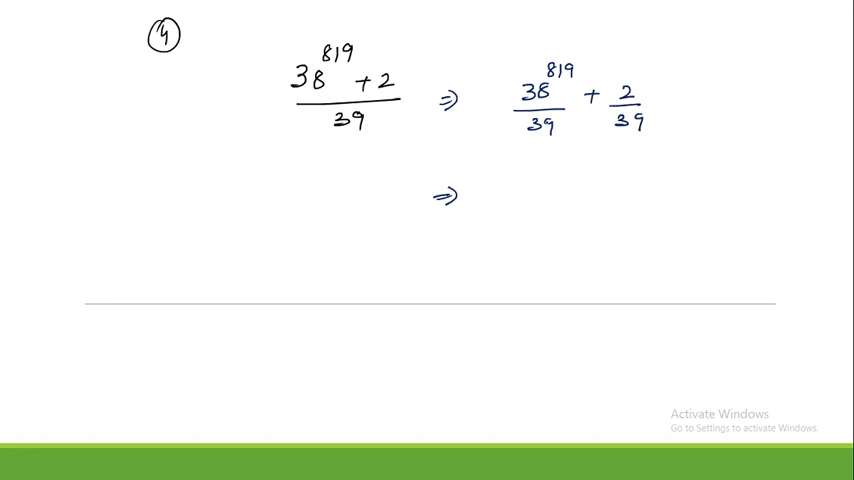 4
38^819 + 2 / 39 ⇒ 38^819 / 39 + 2 / 39
⇒
Activate Windows
Go to Settings to activate Windows.